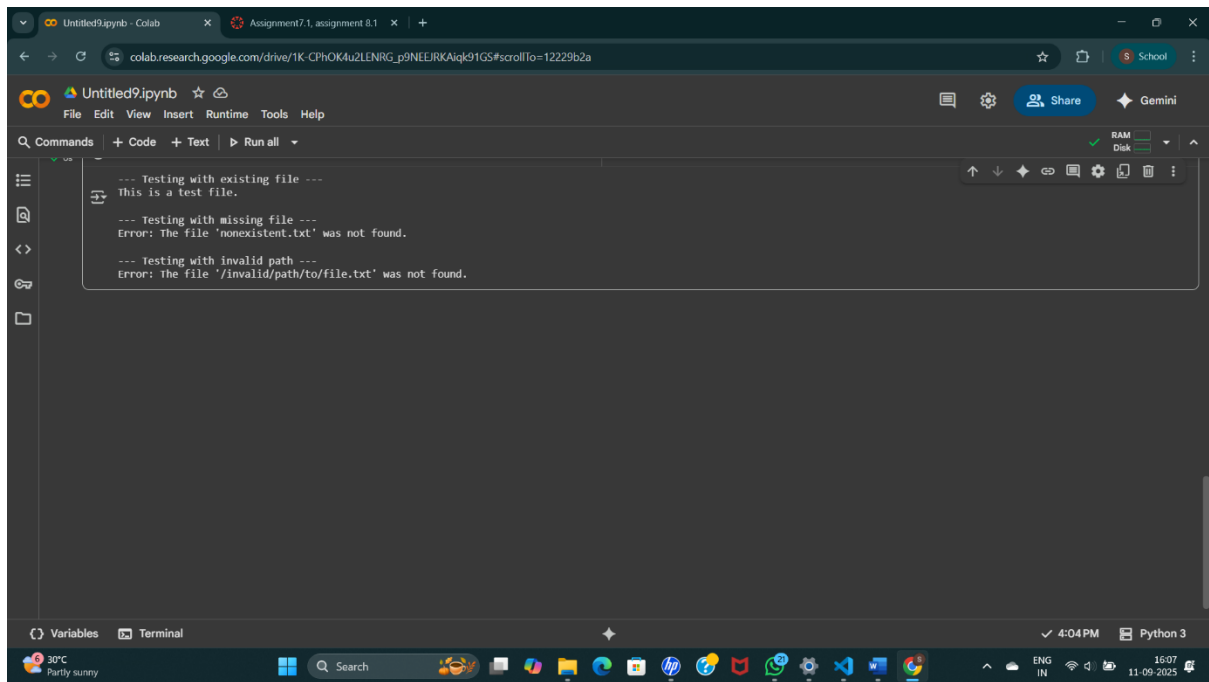 Untitled9.ipynb - Colab
Assignment7.1, assignment 8.1
colab.research.google.com/drive/1K-CPhOK4u2LENRG_p9NEEJRKAiqk91GS#scrollTo=12229b2a
School
Untitled9.ipynb
File Edit View Insert Runtime Tools Help
Share
Gemini
Commands + Code + Text Run all
RAM
Disk
0s
--- Testing with existing file ---
This is a test file.
--- Testing with missing file ---
Error: The file 'nonexistent.txt' was not found.
--- Testing with invalid path ---
Error: The file '/invalid/path/to/file.txt' was not found.
Variables Terminal
4:04 PM Python 3
6
30°C
Partly sunny
Search
hp
21
ENG
IN
16:07
11-09-2025